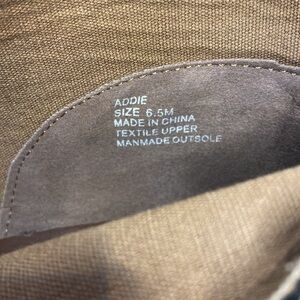 ADDIE
SIZE 6.5M
MADE IN CHINA
TEXTILE UPPER
MANMADE OUTSOLE